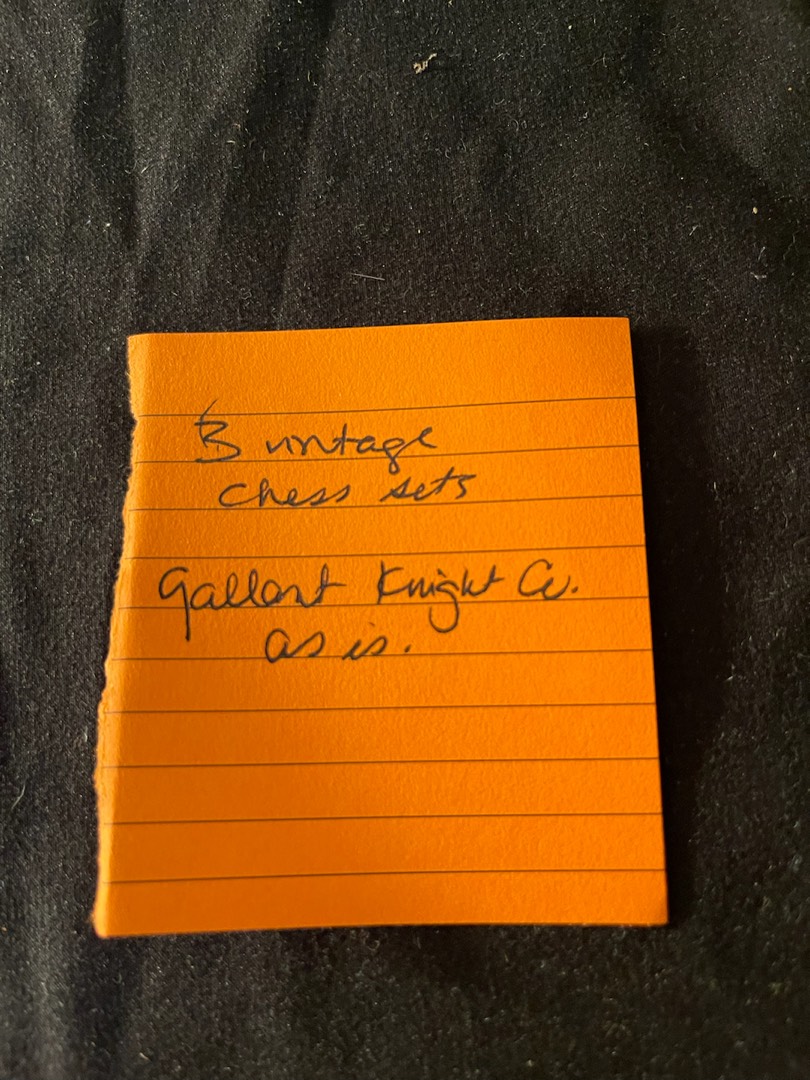 3 vintage
chess sets
Gallant Knight Co.
as is.